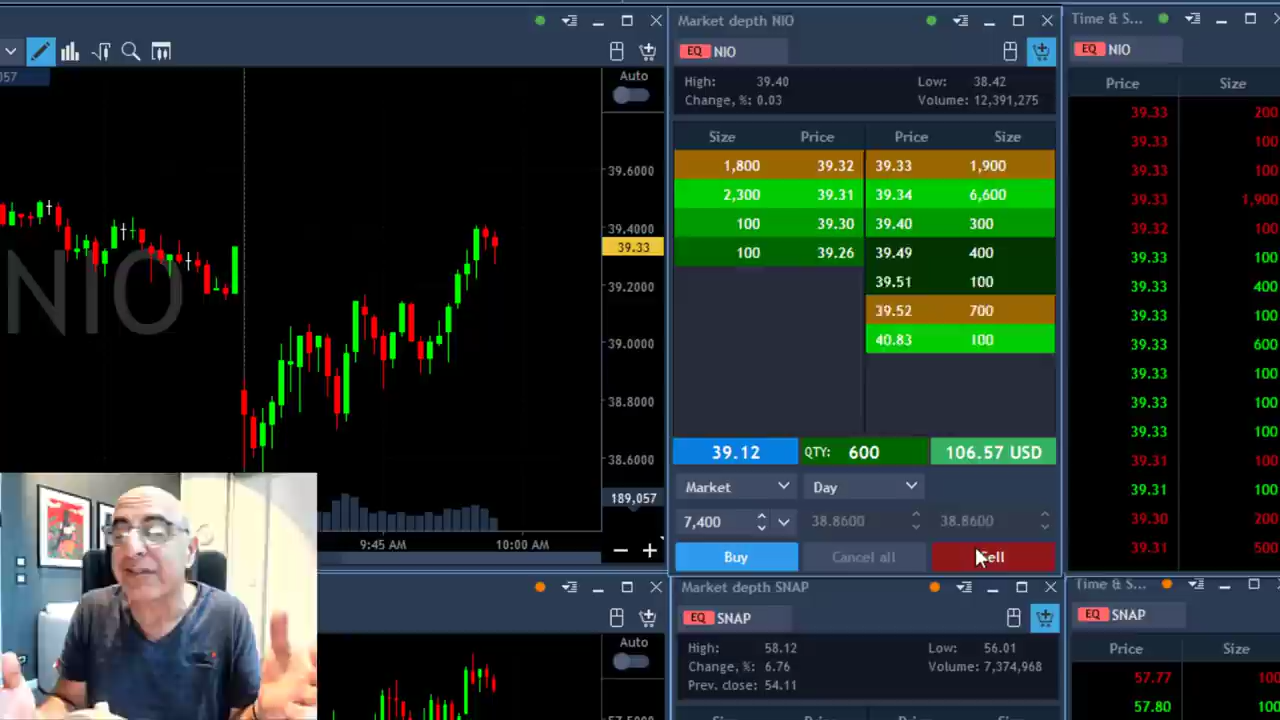 057
Auto
39.6000
39.4000
39.33
39.2000
39.0000
38.8000
38.6000
189,057
NIO
9:45 AM 10:00 AM
Market depth NIO
EQ NIO
High: 39.40 Low: 38.42
Change, %: 0.03 Volume: 12,391,275
Size Price Price Size
1,800 39.32 39.33 1,900
2,300 39.31 39.34 6,600
100 39.30 39.40 300
100 39.26 39.49 400
39.51 100
39.52 700
40.83 100
39.12 QTY: 600 106.57 USD
Market Day
7,400 38.8600 38.8600
Buy Cancel all Sell
Time & S...
EQ NIO
Price Size
39.33 200
39.33 100
39.33 100
39.33 1,900
39.32 100
39.33 100
39.33 400
39.33 100
39.33 600
39.33 100
39.33 100
39.33 100
39.31 100
39.31 100
39.30 200
39.31 500
Auto
Market depth SNAP
EQ SNAP
High: 58.12 Low: 56.01
Change, %: 6.76 Volume: 7,374,968
Prev. close: 54.11
Time & S...
EQ SNAP
Price Size
57.77 100
57.80 100